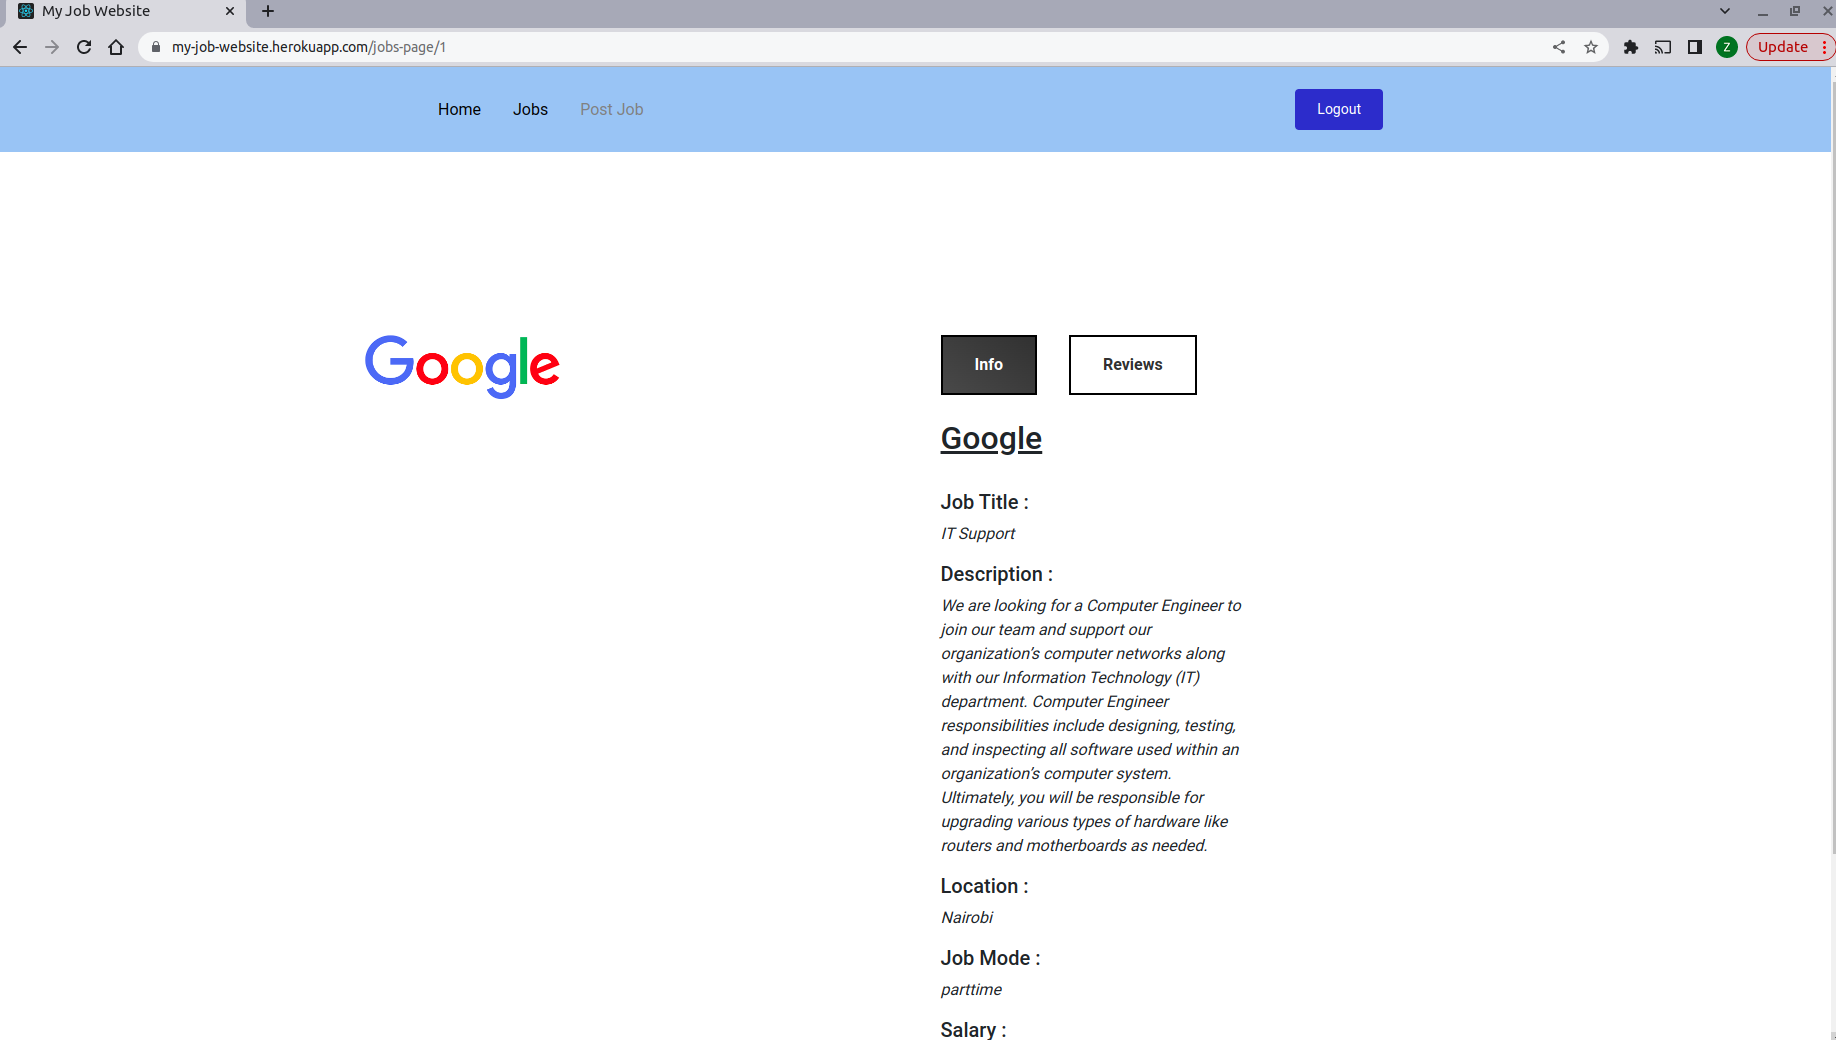 My Job Website
my-job-website.herokuapp.com/jobs-page/1
Z
Update
Home
Jobs
Post Job
Logout
Google
Info
Reviews
Google
Job Title :
IT Support
Description :
We are looking for a Computer Engineer to
join our team and support our
organization’s computer networks along
with our Information Technology (IT)
department. Computer Engineer
responsibilities include designing, testing,
and inspecting all software used within an
organization’s computer system.
Ultimately, you will be responsible for
upgrading various types of hardware like
routers and motherboards as needed.
Location :
Nairobi
Job Mode :
parttime
Salary :